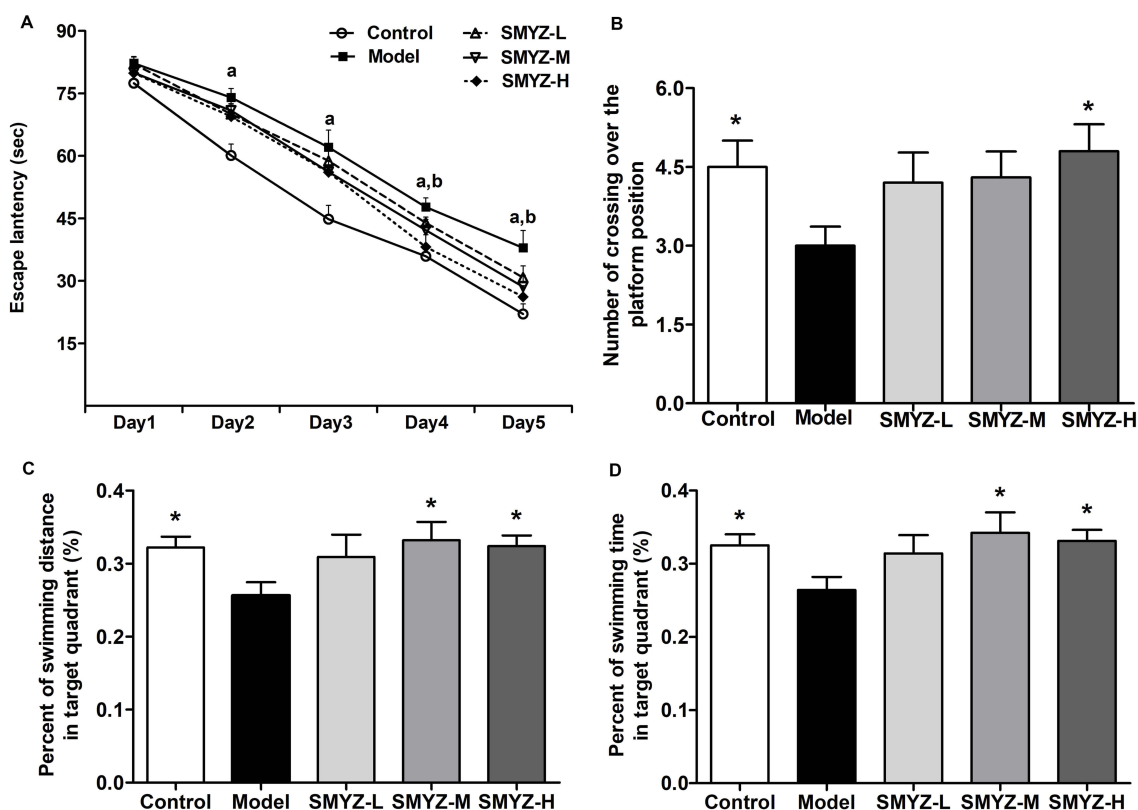 A
90
75
60
45
30
15
Escape lantency (sec)
Control
Model
SMYZ-L
SMYZ-M
SMYZ-H
a
a
a,b
a,b
Day1 Day2 Day3 Day4 Day5
B
Number of crossing over the
platform position
6.0
4.5
3.0
1.5
0.0
* *
Control Model SMYZ-L SMYZ-M SMYZ-H
C
Percent of swimming distance
in target quadrant (%)
0.4
0.3
0.2
0.1
0.0
* * *
Control Model SMYZ-L SMYZ-M SMYZ-H
D
Percent of swimming time
in target quadrant (%)
0.4
0.3
0.2
0.1
0.0
* * *
Control Model SMYZ-L SMYZ-M SMYZ-H